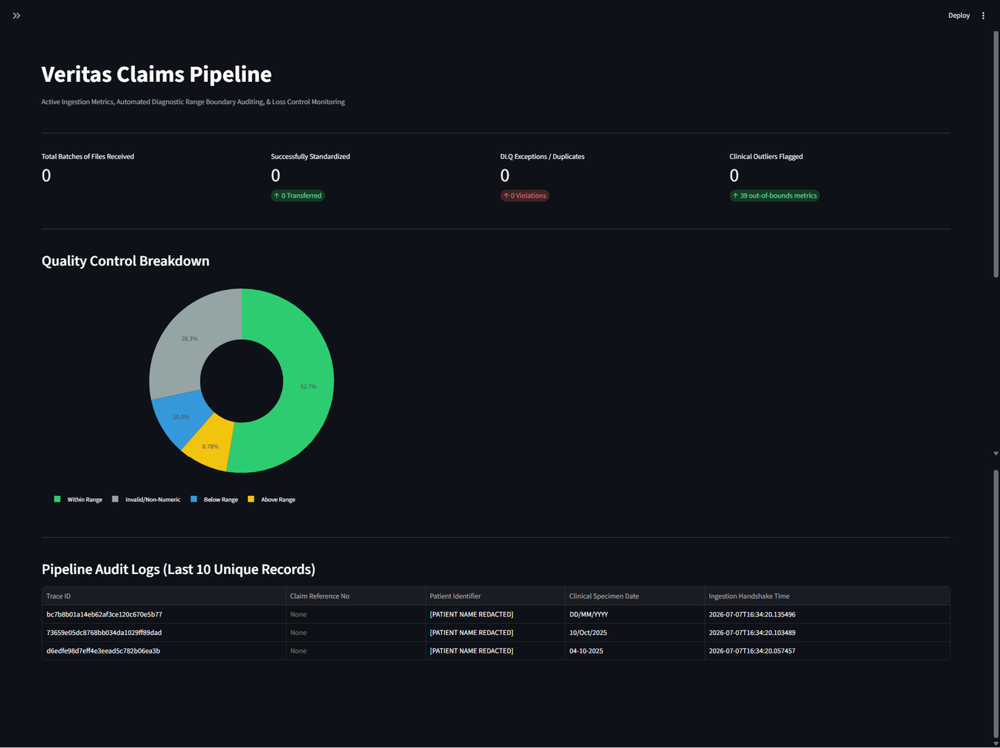 Deploy
Veritas Claims Pipeline
Active Ingestion Metrics, Automated Diagnostic Range Boundary Auditing, & Loss Control Monitoring
Total Batches of Files Received
0
Successfully Standardized
0
↑ 0 Transferred
DLQ Exceptions / Duplicates
0
↑ 0 Violations
Clinical Outliers Flagged
0
↑ 39 out-of-bounds metrics
Quality Control Breakdown
28.3%
52.7%
10.2%
8.78%
Within Range Invalid/Non-Numeric Below Range Above Range
Pipeline Audit Logs (Last 10 Unique Records)
Trace ID Claim Reference No Patient Identifier Clinical Specimen Date Ingestion Handshake Time
bc7b8b01a14eb62af3ce120c670e5b77 None [PATIENT NAME REDACTED] DD/MM/YYYY 2026-07-07T16:34:20.135496
73659e05dc8768bb034da1029ff89dad None [PATIENT NAME REDACTED] 10/Oct/2025 2026-07-07T16:34:20.103489
d6edfe98d7eff4e3eead5c782b06ea3b None [PATIENT NAME REDACTED] 04-10-2025 2026-07-07T16:34:20.057457